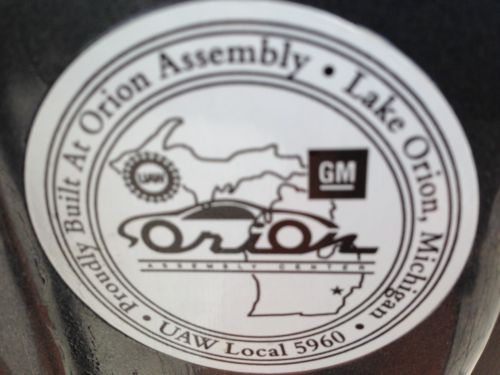 Proudly Built At Orion Assembly • Lake Orion, Michigan
• UAW Local 5960 •
UAW
GM
Orion
ASSEMBLY CENTER